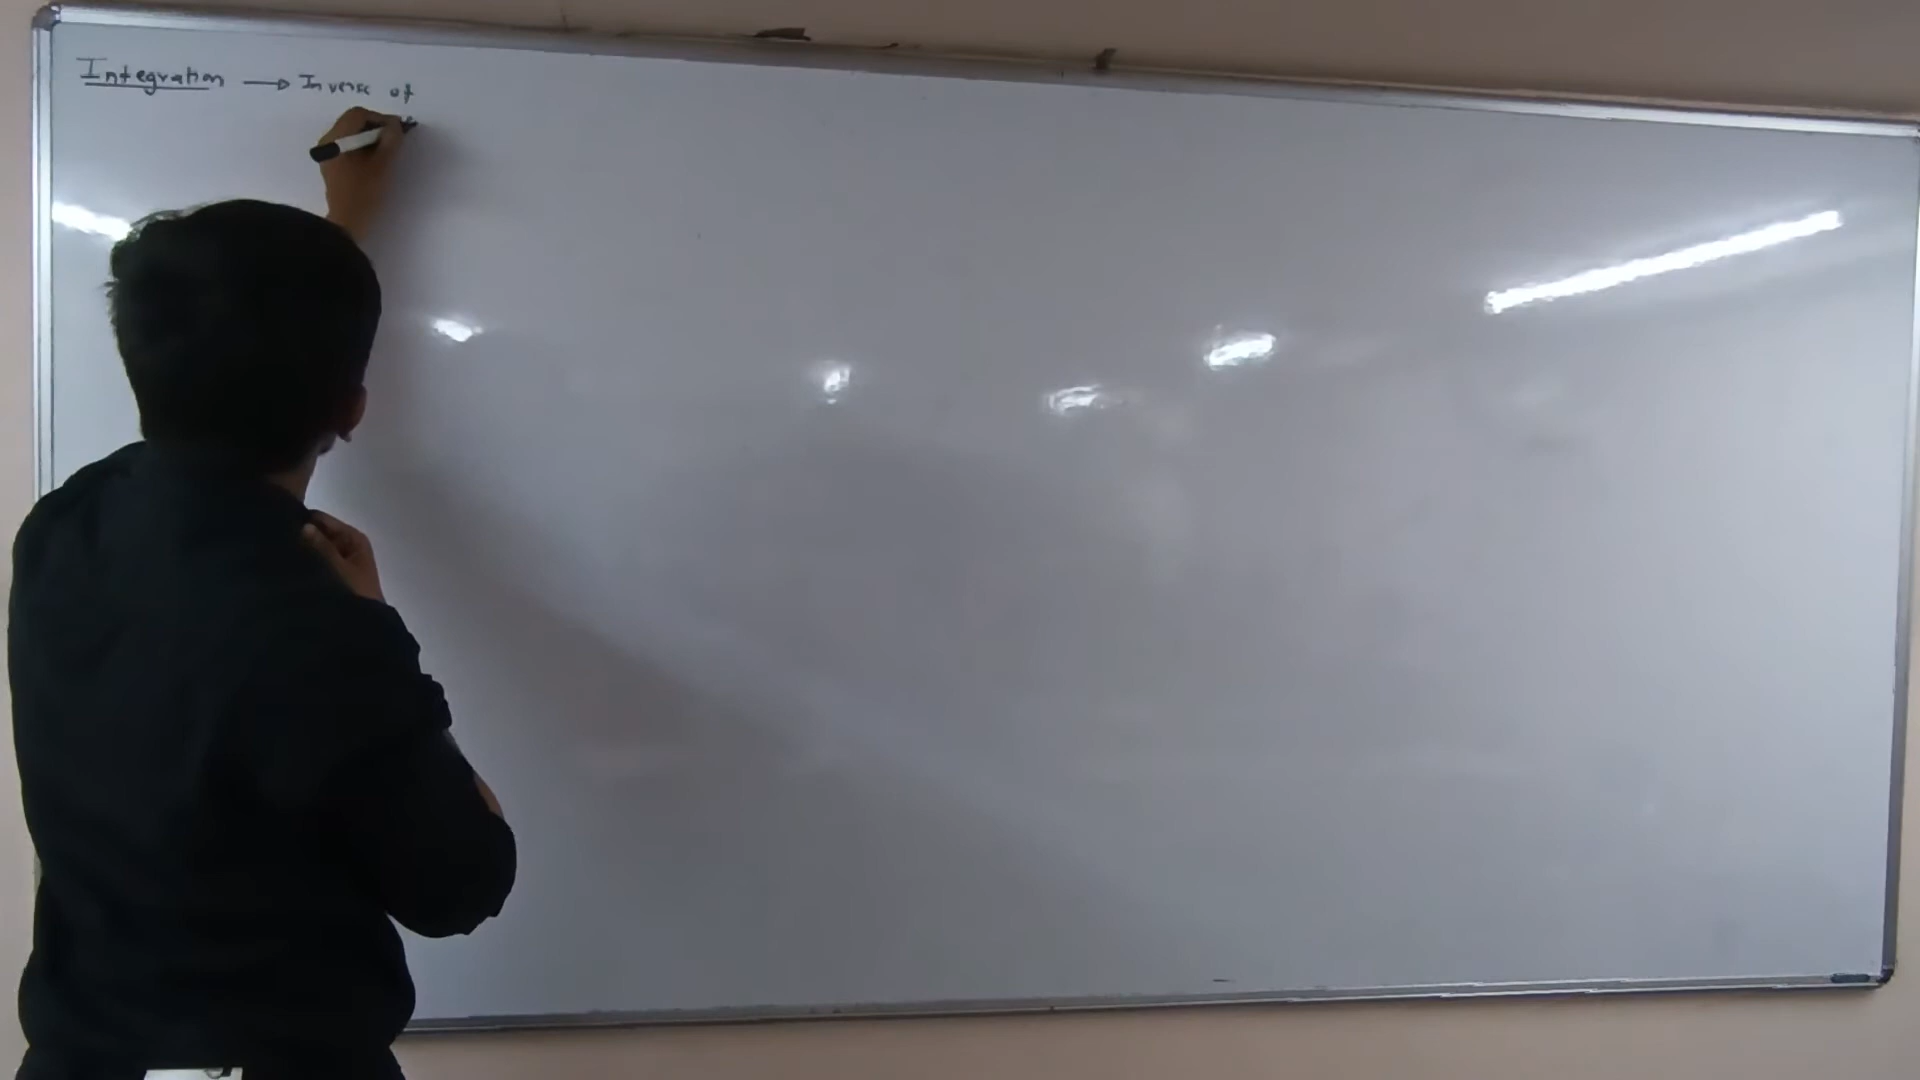 Integration → Inverse of